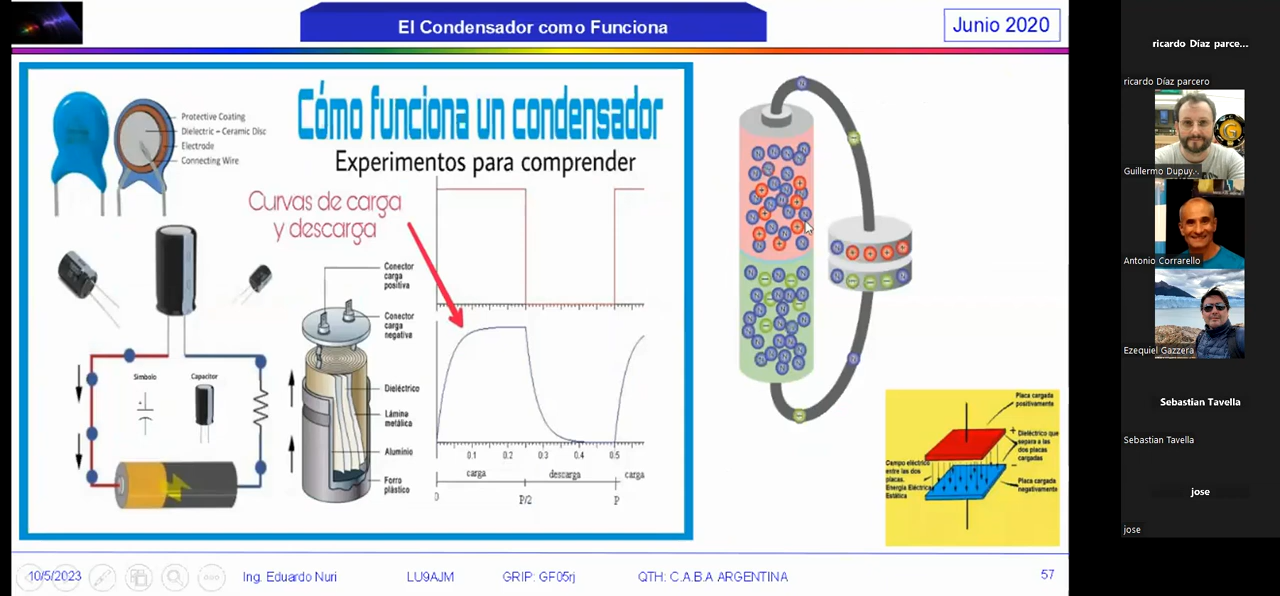 El Condensador como Funciona
Junio 2020
Cómo funciona un condensador
Experimentos para comprender
Protective Coating
Dielectric – Ceramic Disc
Electrode
Connecting Wire
Curvas de carga
y descarga
Conector
carga
positiva
Conector
carga
negativa
Dieléctrico
Lámina
metálica
Aluminio
Forro
plástico
Símbolo
Capacitor
0.1 0.2 0.3 0.4 0.5
carga descarga carga
0 P/2 P
Placa cargada
positivamente
Dieléctrico que
separa a las
dos placas
cargadas
Campo eléctrico
entre las dos
placas.
Energía Eléctrica
Estática
Placa cargada
negativamente
10/5/2023
Ing. Eduardo Nuri
LU9AJM
GRIP: GF05rj
QTH: C.A.B.A ARGENTINA
57
ricardo Díaz parce...
ricardo Díaz parcero
Guillermo Dupuy...
Antonio Corrarello
Ezequiel Gazzera
Sebastian Tavella
Sebastian Tavella
jose
jose